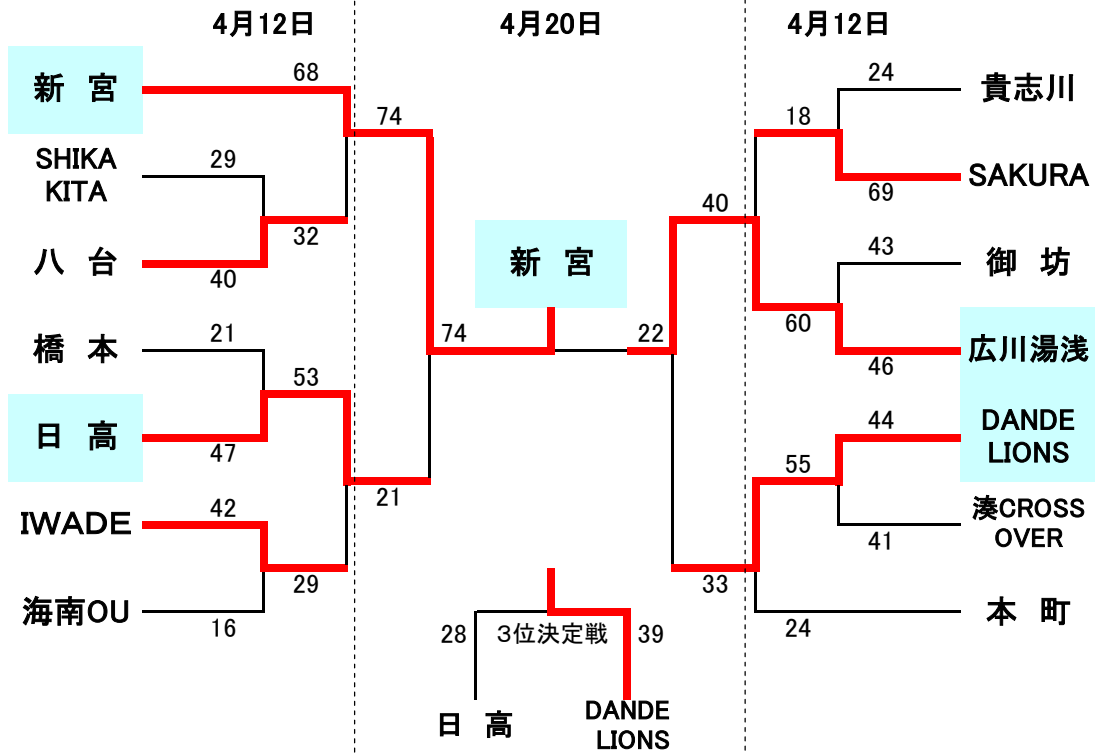 4月12日
4月20日
4月12日
新 宮
68
SHIKA
KITA
29
八 台
40
32
74
橋 本
21
日 高
47
53
IWADE
42
海南OU
16
29
21
74
新 宮
22
40
33
18
60
55
24
貴志川
69
SAKURA
43
御 坊
46
広川湯浅
44
DANDE
LIONS
41
湊CROSS
OVER
24
本 町
28
3位決定戦
39
日 高
DANDE
LIONS